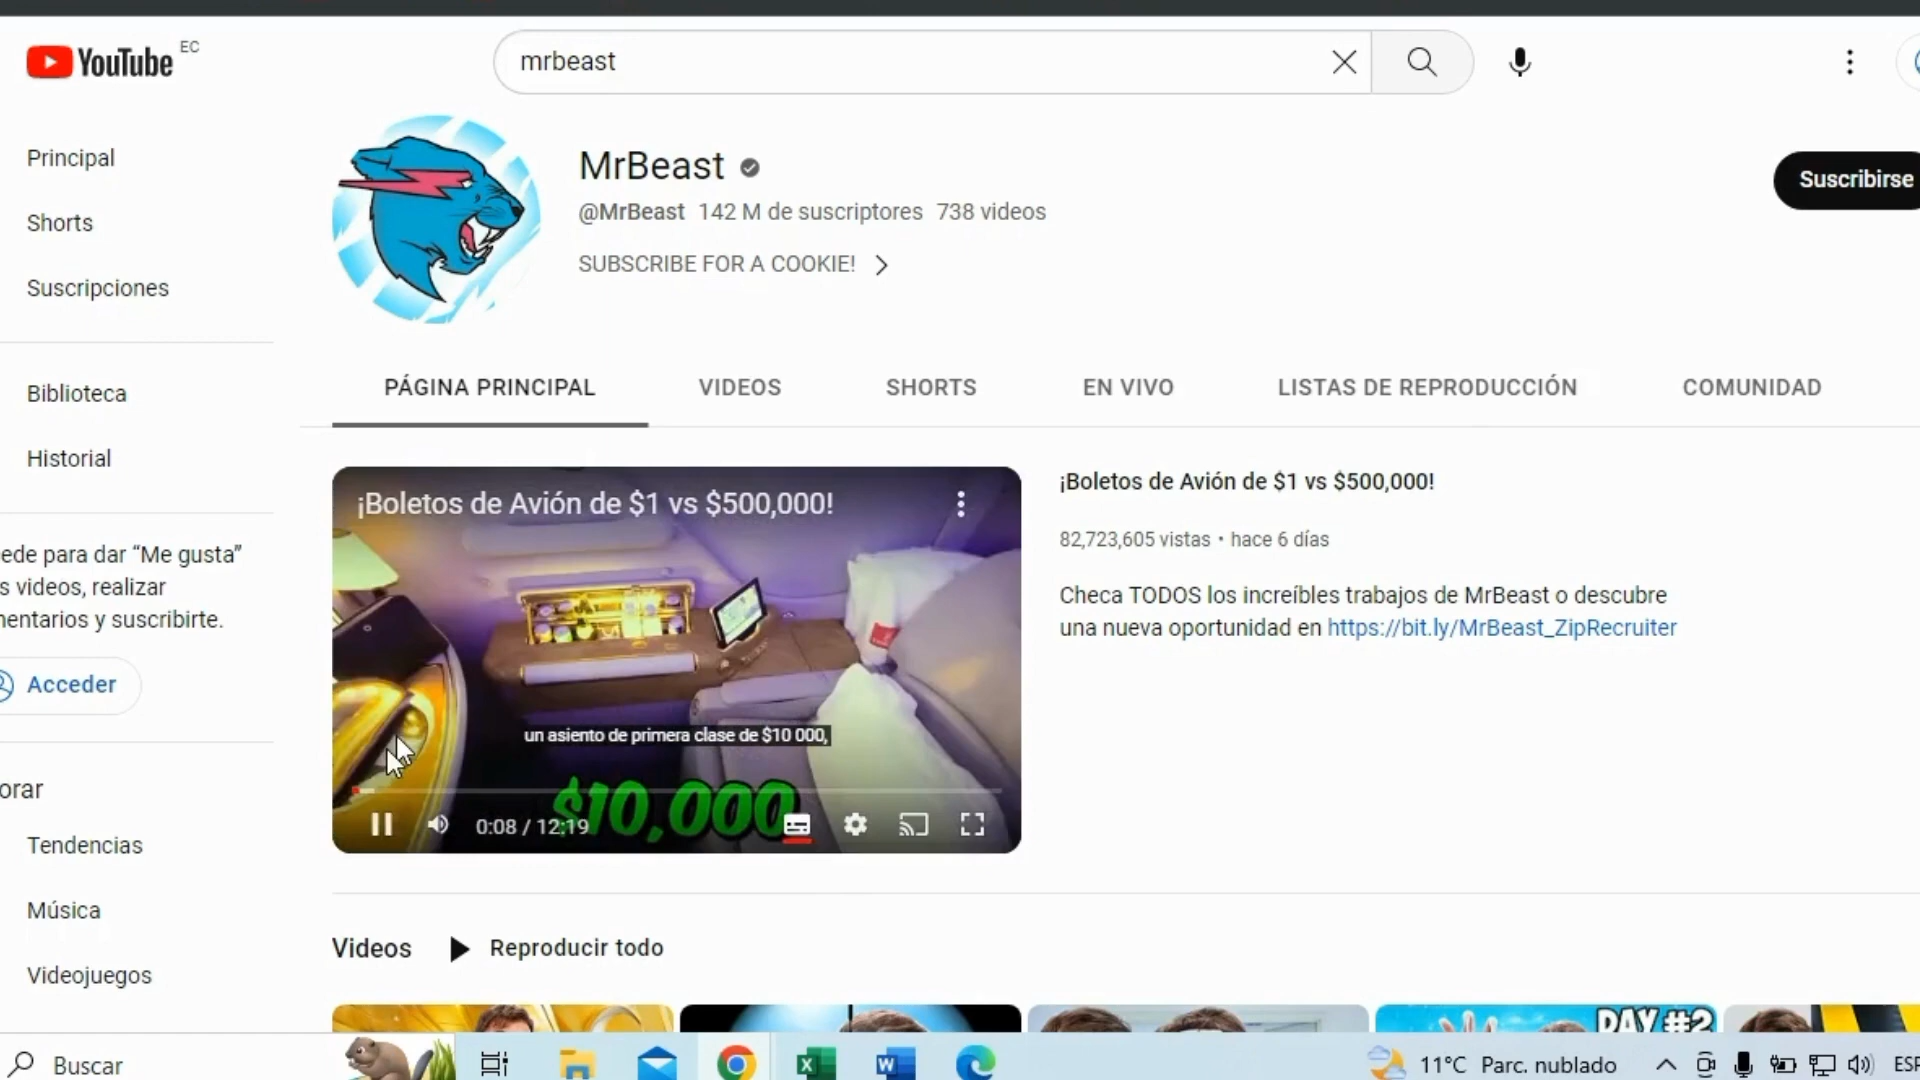 YouTube EC
mrbeast
Principal
Shorts
Suscripciones
Biblioteca
Historial
ede para dar “Me gusta”
s videos, realizar
entarios y suscribirte.
Acceder
orar
Tendencias
Música
Videojuegos
MrBeast
@MrBeast 142 M de suscriptores 738 videos
SUBSCRIBE FOR A COOKIE!
Suscribirse
PÁGINA PRINCIPAL VIDEOS SHORTS EN VIVO LISTAS DE REPRODUCCIÓN COMUNIDAD
¡Boletos de Avión de $1 vs $500,000!
un asiento de primera clase de $10 000,
$10,000
0:08 / 12:19
¡Boletos de Avión de $1 vs $500,000!
82,723,605 vistas • hace 6 días
Checa TODOS los increíbles trabajos de MrBeast o descubre
una nueva oportunidad en https://bit.ly/MrBeast_ZipRecruiter
Videos Reproducir todo
DAY #2
Buscar
11°C Parc. nublado ESP